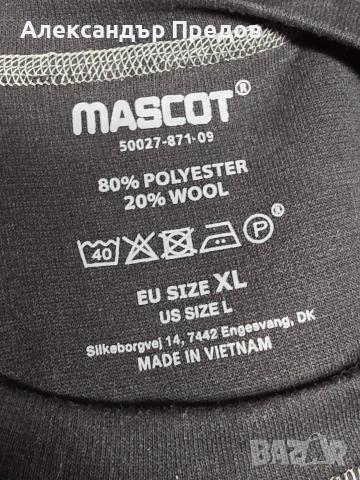 Александър Предов
MASCOT®
50027-871-09
80% POLYESTER
20% WOOL
40 P ®
EU SIZE XL
US SIZE L
Silkeborgvej 14, 7442 Engesvang, DK
MADE IN VIETNAM
BAZAR